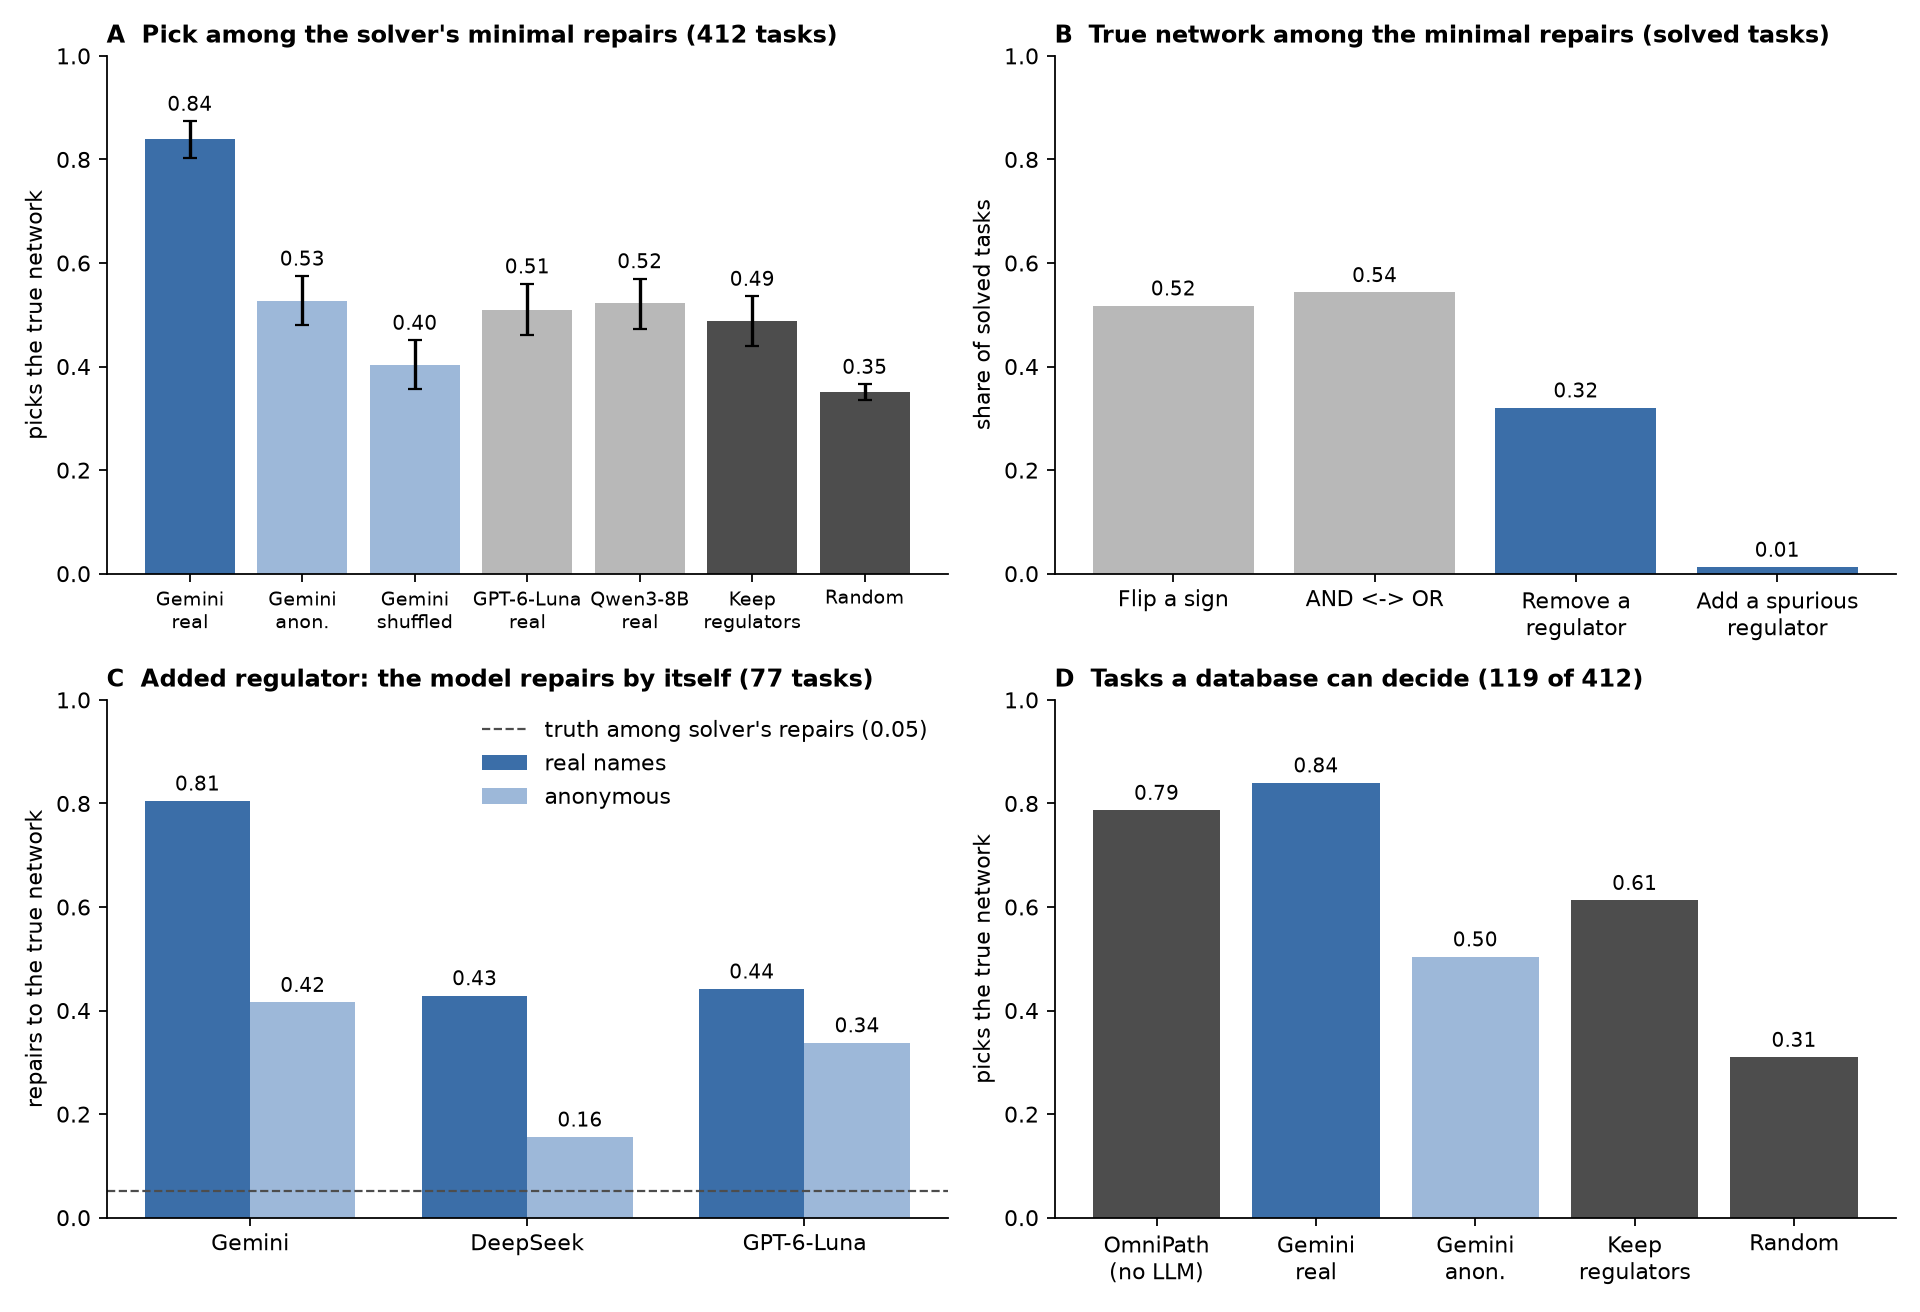 A Pick among the solver's minimal repairs (412 tasks)
picks the true network
1.0
0.8
0.6
0.4
0.2
0.0
0.84
0.53
0.40
0.51
0.52
0.49
0.35
Gemini
real
Gemini
anon.
Gemini
shuffled
GPT-6-Luna
real
Qwen3-8B
real
Keep
regulators
Random
B True network among the minimal repairs (solved tasks)
share of solved tasks
1.0
0.8
0.6
0.4
0.2
0.0
0.52
0.54
0.32
0.01
Flip a sign
AND <-> OR
Remove a
regulator
Add a spurious
regulator
C Added regulator: the model repairs by itself (77 tasks)
repairs to the true network
1.0
0.8
0.6
0.4
0.2
0.0
truth among solver's repairs (0.05)
real names
anonymous
0.81
0.42
0.43
0.16
0.44
0.34
Gemini
DeepSeek
GPT-6-Luna
D Tasks a database can decide (119 of 412)
picks the true network
1.0
0.8
0.6
0.4
0.2
0.0
0.79
0.84
0.50
0.61
0.31
OmniPath
(no LLM)
Gemini
real
Gemini
anon.
Keep
regulators
Random